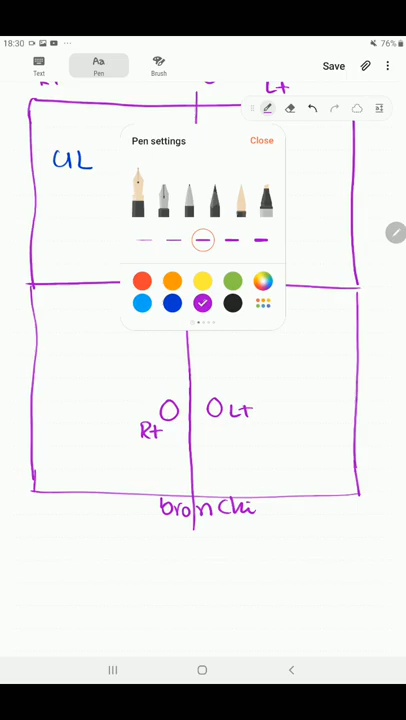 18:30 76%
Text Pen Brush Save
Lt
Pen settings Close
UL
Lt
Rt
bronchi